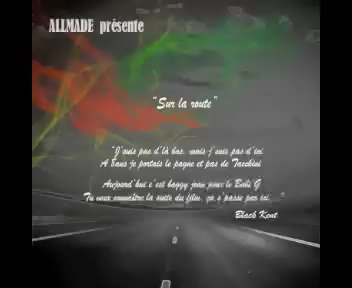 ALLMADE présente
"Sur la route"
"J'suis pas d'là bas, mais j'suis pas d'ici
A 8ans je portais le pagne et pas de Tacchini
Aujourd'hui c'est baggy jean pour le Bibi G
Tu veux connaître la suite du film, ça s'passe par ici..."
Black Kent